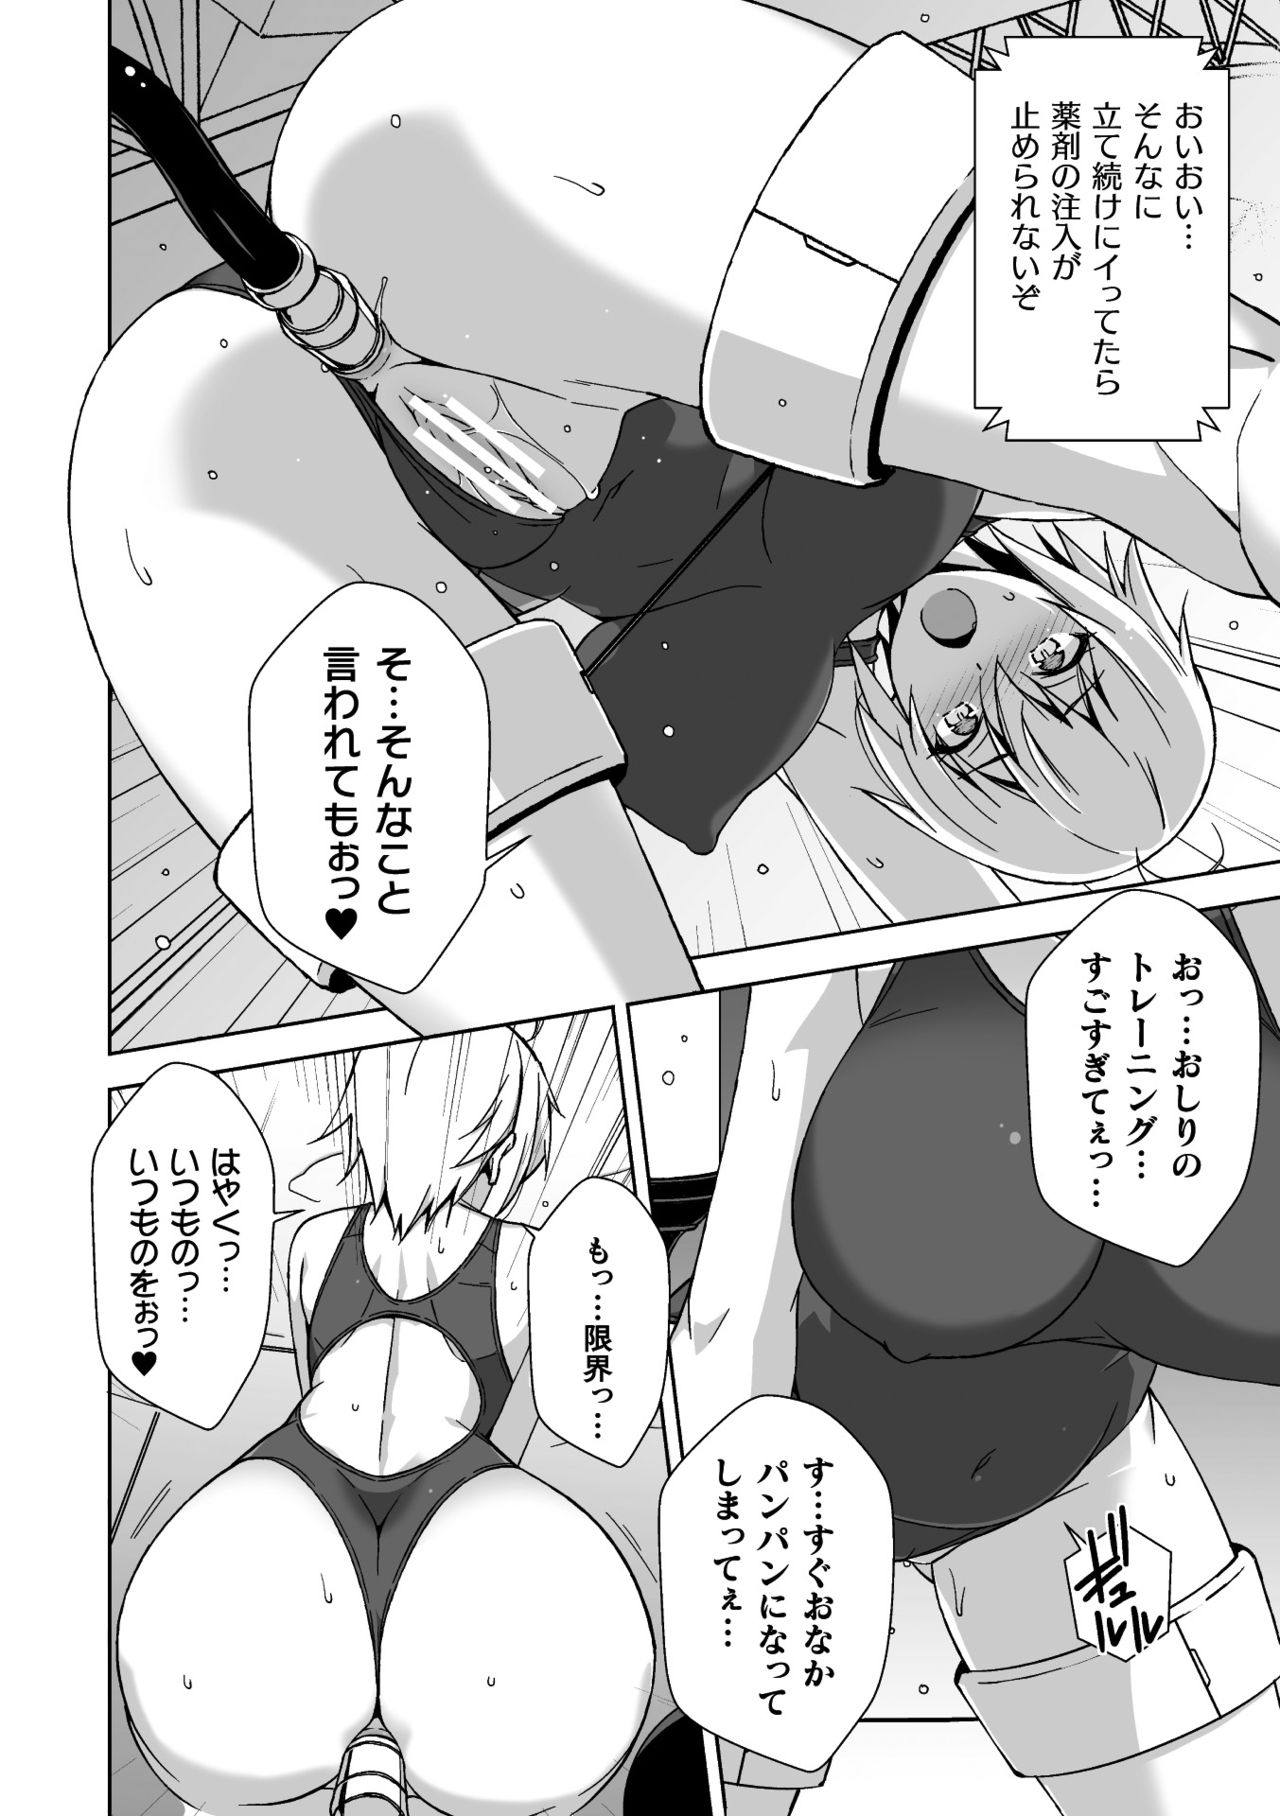 おいおい…
そんなに
立て続けにイってたら
薬剤の注入が
止められないぞ
そ…そんなこと
言われてもぉっ♥
おっ…おしりの
トレーニング…
すごすぎてぇっ…
す…すぐおなか
パンパンになって
しまってぇ…
ギュルルル
もっ…限界っ…
はやくっ…
いつものっ…
いつものをぉっ♥